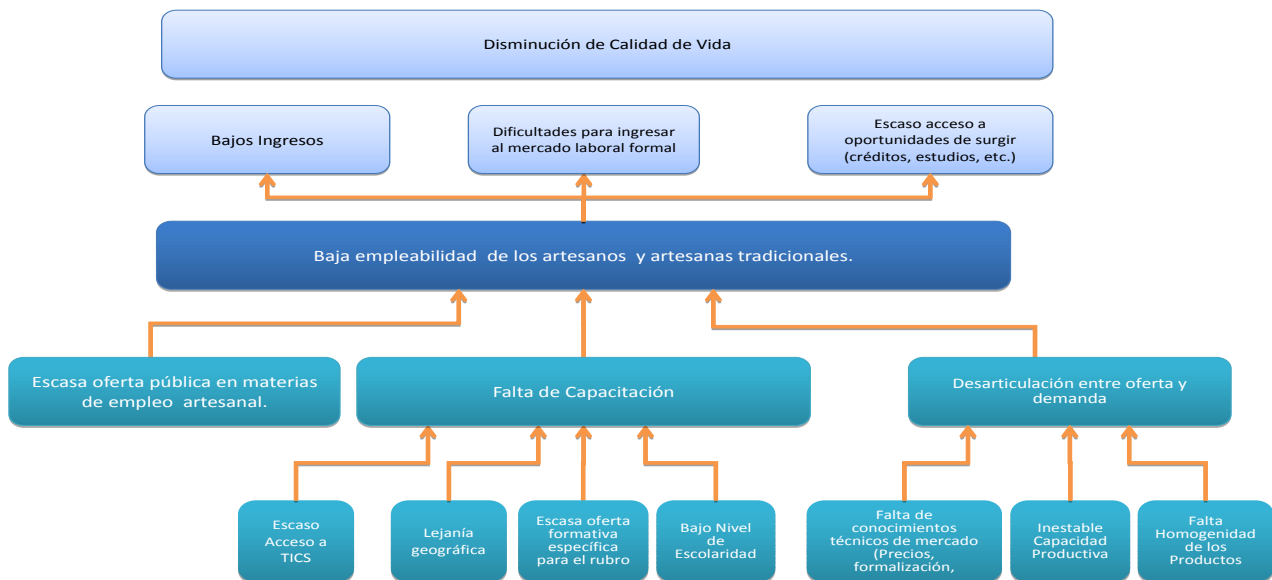 Disminución de Calidad de Vida
Bajos Ingresos
Dificultades para ingresar
al mercado laboral formal
Escaso acceso a
oportunidades de surgir
(créditos, estudios, etc.)
Baja empleabilidad de los artesanos y artesanas tradicionales.
Escasa oferta pública en materias
de empleo artesanal.
Falta de Capacitación
Desarticulación entre oferta y
demanda
Escaso
Acceso a
TICS
Lejanía
geográfica
Escasa oferta
formativa
específica
para el rubro
Bajo Nivel
de
Escolaridad
Falta de
conocimientos
técnicos de mercado
(Precios,
formalización,
Inestable
Capacidad
Productiva
Falta
Homogenidad
de los
Productos